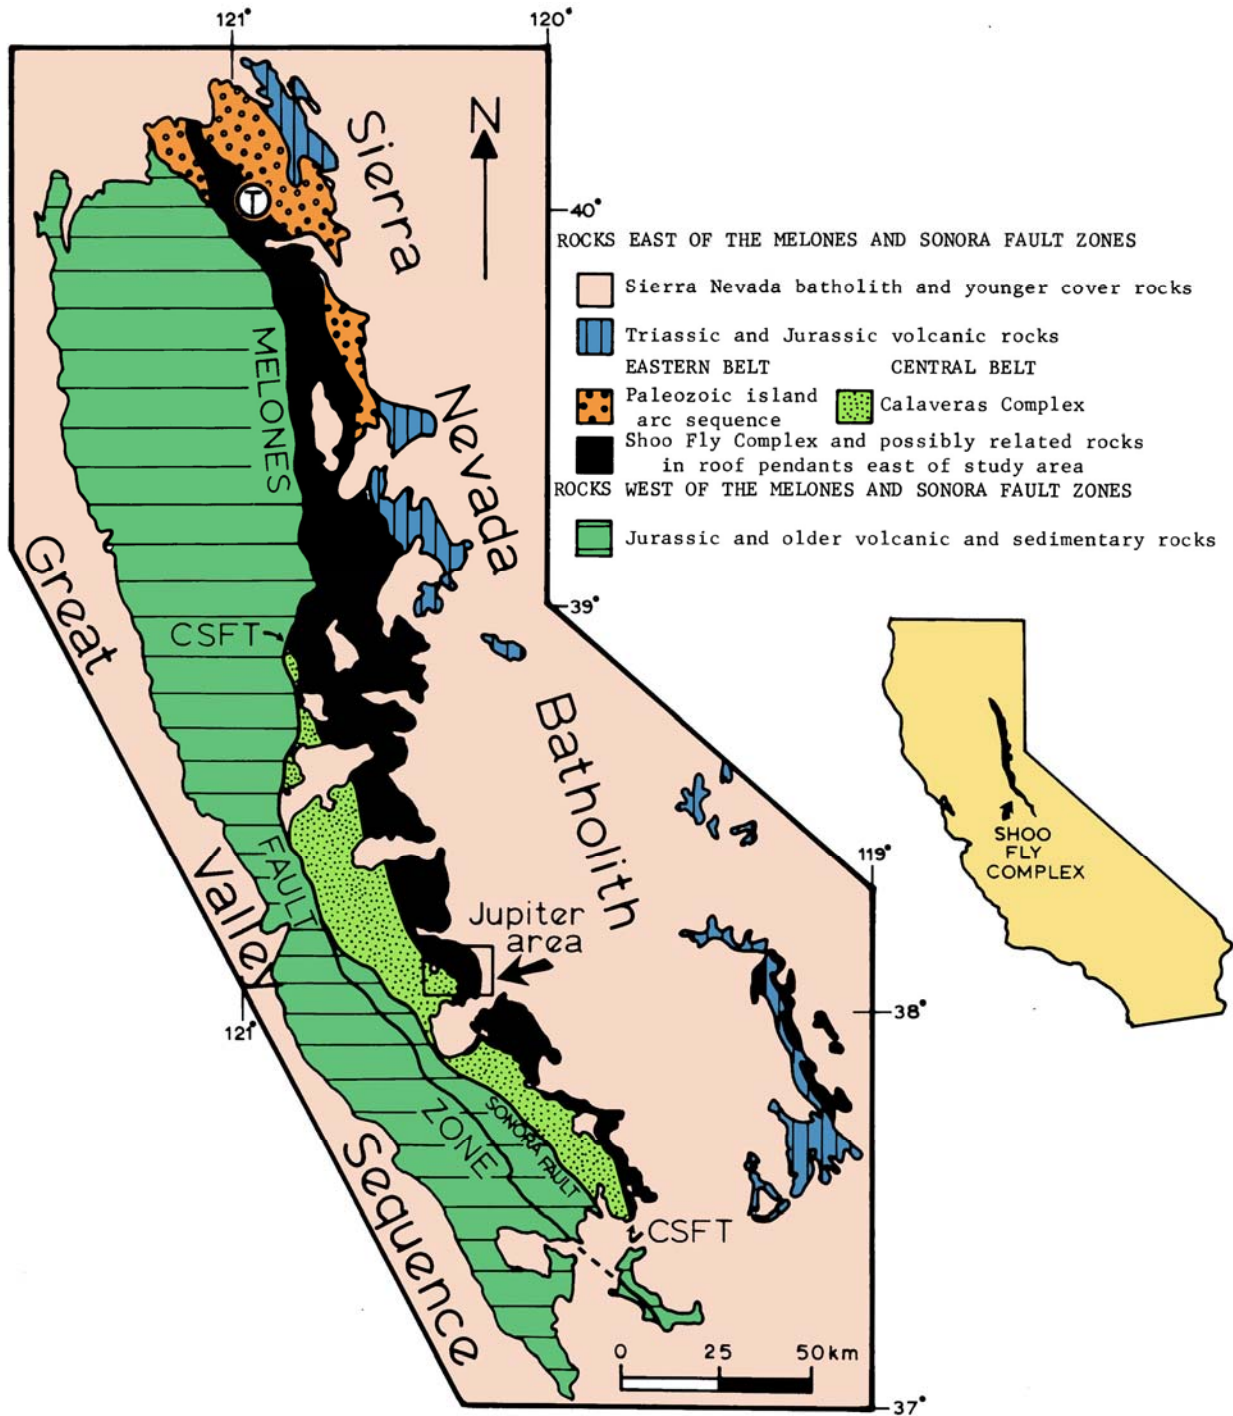 121°
120°
N
Sierra
Nevada
Batholith
T
40°
ROCKS EAST OF THE MELONES AND SONORA FAULT ZONES
Sierra Nevada batholith and younger cover rocks
Triassic and Jurassic volcanic rocks
EASTERN BELT
CENTRAL BELT
Paleozoic island
arc sequence
Calaveras Complex
Shoo Fly Complex and possibly related rocks
in roof pendants east of study area
ROCKS WEST OF THE MELONES AND SONORA FAULT ZONES
Jurassic and older volcanic and sedimentary rocks
39°
MELONES
FAULT
ZONE
Great
Valley
Sequence
CSFT
SHOO
FLY
COMPLEX
119°
Jupiter
area
38°
121°
SONORA FAULT
CSFT
0 25 50 km
37°